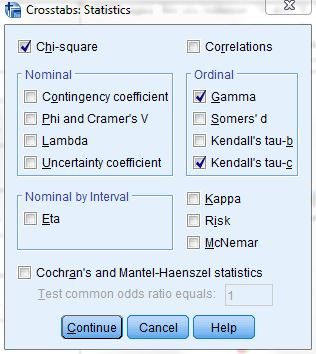 Crosstabs: Statistics
Chi-square
Correlations
Nominal
Contingency coefficient
Phi and Cramer's V
Lambda
Uncertainty coefficient
Ordinal
Gamma
Somers' d
Kendall's tau-b
Kendall's tau-c
Nominal by Interval
Eta
Kappa
Risk
McNemar
Cochran's and Mantel-Haenszel statistics
Test common odds ratio equals: 1
Continue Cancel Help